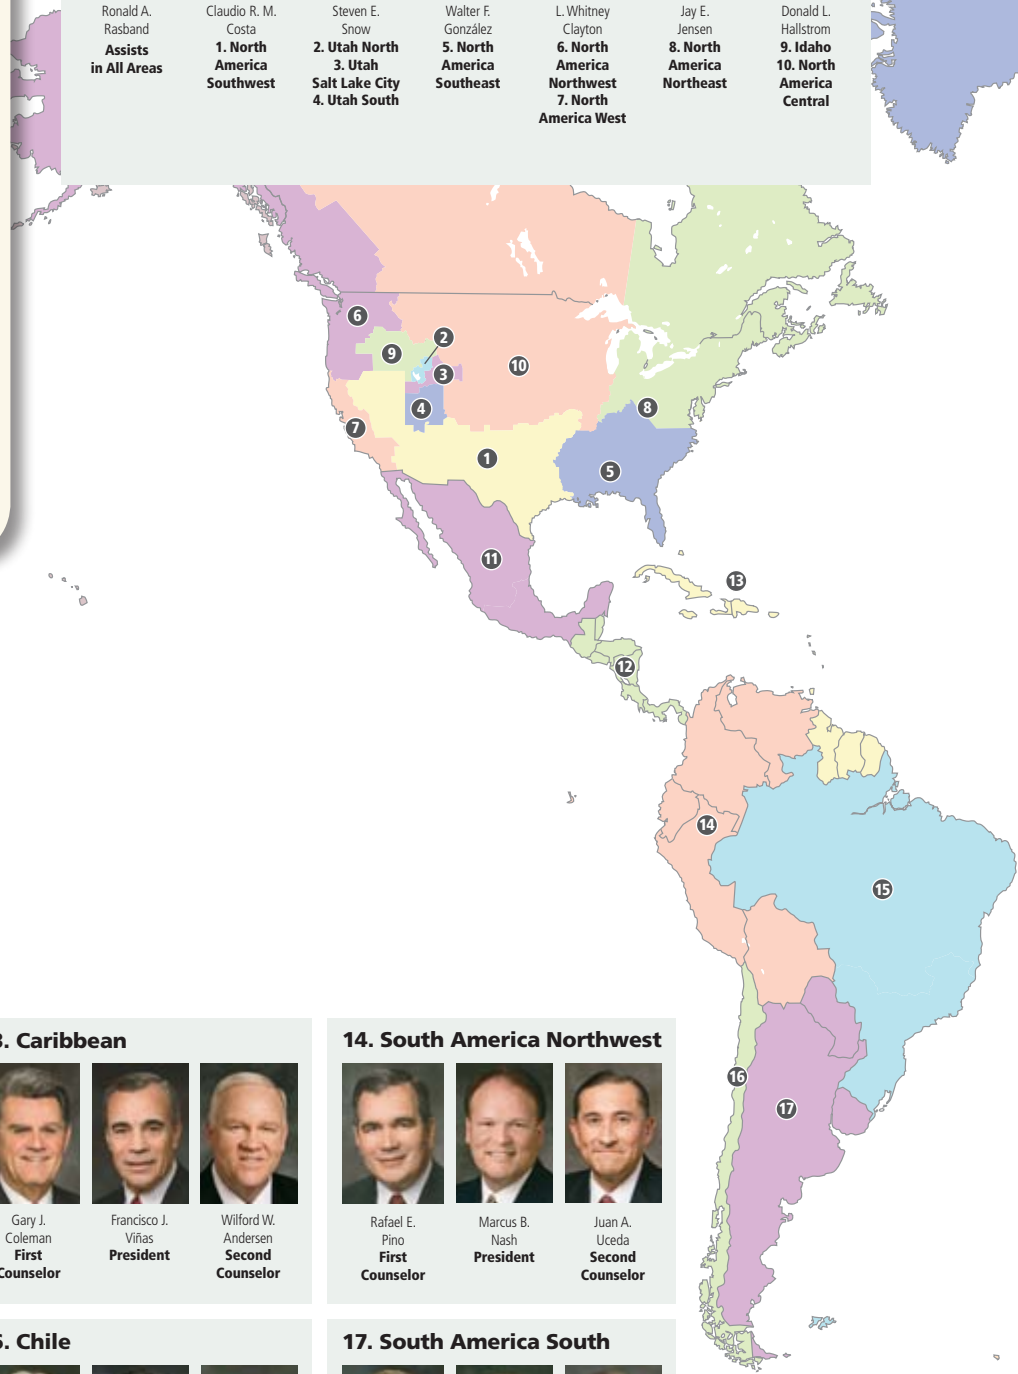 Ronald A.
Rasband
Assists
in All Areas
Claudio R. M.
Costa
1. North
America
Southwest
Steven E.
Snow
2. Utah North
3. Utah
Salt Lake City
4. Utah South
Walter F.
González
5. North
America
Southeast
L. Whitney
Clayton
6. North
America
Northwest
7. North
America West
Jay E.
Jensen
8. North
America
Northeast
Donald L.
Hallstrom
9. Idaho
10. North
America
Central
6
2
9
3
10
4
8
7
1
5
11
13
12
14
15
16
17
3. Caribbean
Gary J.
Coleman
First
Counselor
Francisco J.
Viñas
President
Wilford W.
Andersen
Second
Counselor
14. South America Northwest
Rafael E.
Pino
First
Counselor
Marcus B.
Nash
President
Juan A.
Uceda
Second
Counselor
6. Chile
17. South America South